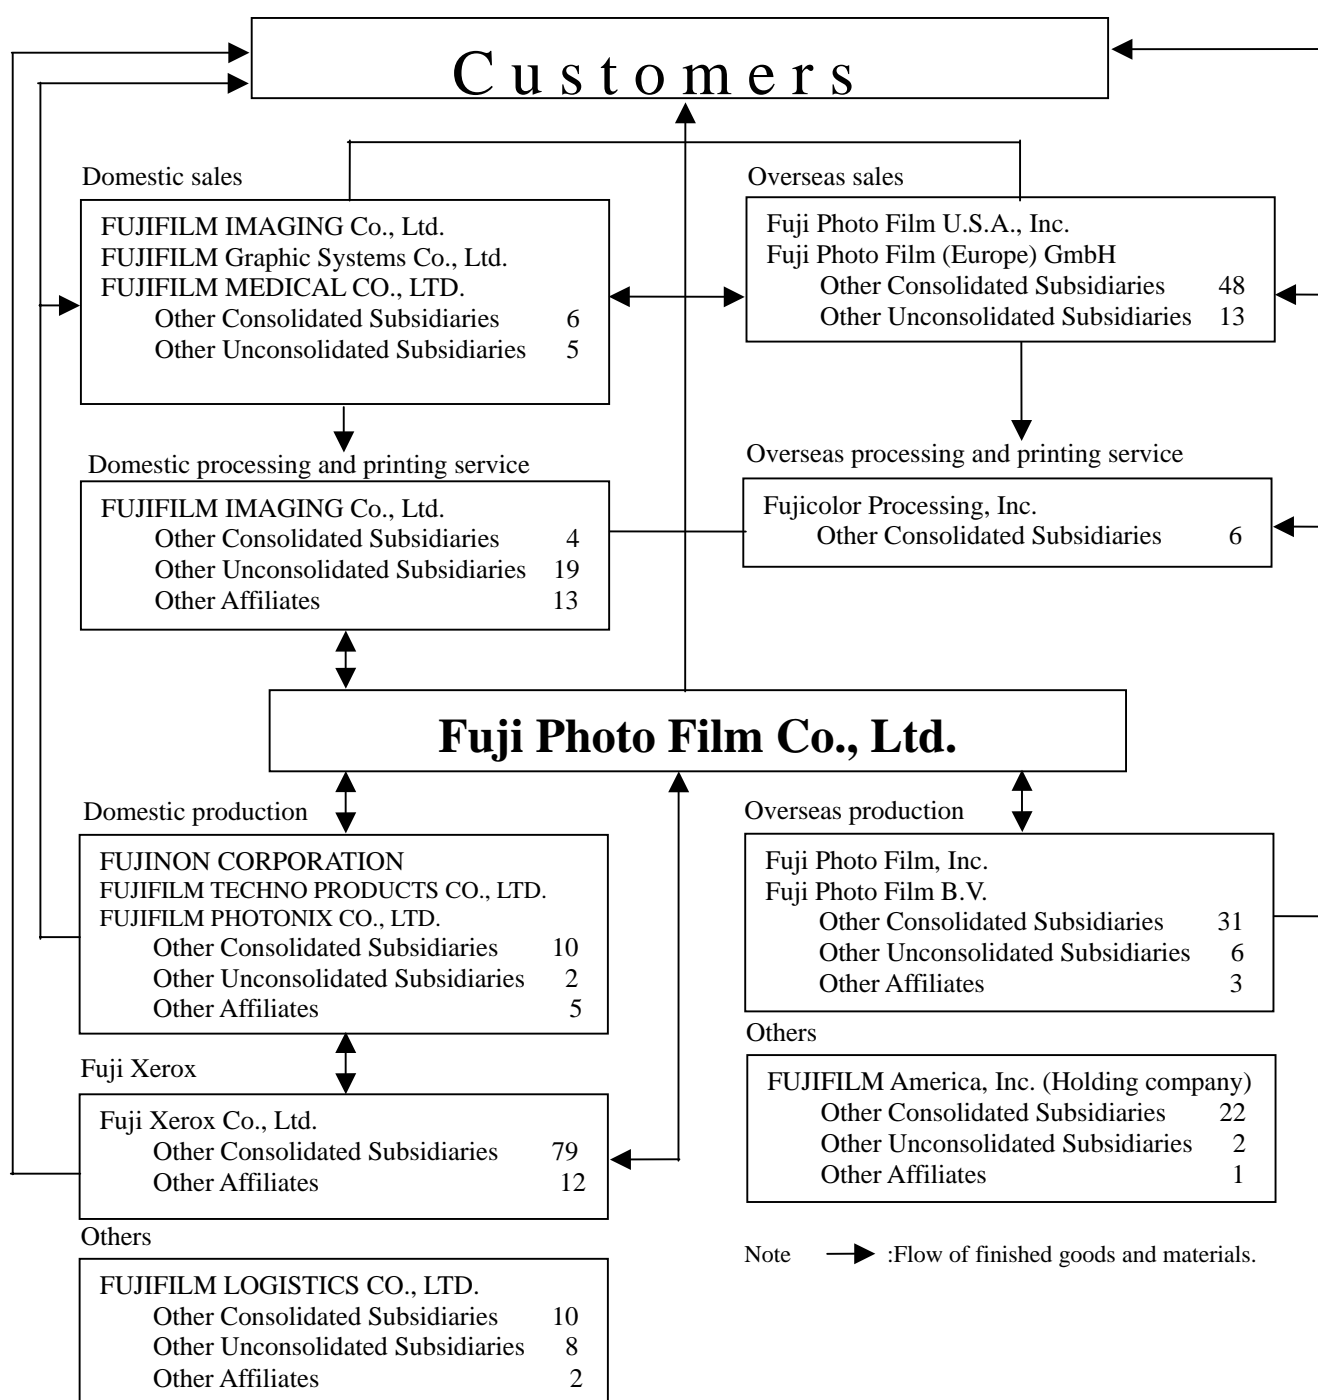 Customers
Domestic sales
FUJIFILM IMAGING Co., Ltd.
FUJIFILM Graphic Systems Co., Ltd.
FUJIFILM MEDICAL CO., LTD.
Other Consolidated Subsidiaries 6
Other Unconsolidated Subsidiaries 5
Overseas sales
Fuji Photo Film U.S.A., Inc.
Fuji Photo Film (Europe) GmbH
Other Consolidated Subsidiaries 48
Other Unconsolidated Subsidiaries 13
Domestic processing and printing service
FUJIFILM IMAGING Co., Ltd.
Other Consolidated Subsidiaries 4
Other Unconsolidated Subsidiaries 19
Other Affiliates 13
Overseas processing and printing service
Fujicolor Processing, Inc.
Other Consolidated Subsidiaries 6
Fuji Photo Film Co., Ltd.
Domestic production
FUJINON CORPORATION
FUJIFILM TECHNO PRODUCTS CO., LTD.
FUJIFILM PHOTONIX CO., LTD.
Other Consolidated Subsidiaries 10
Other Unconsolidated Subsidiaries 2
Other Affiliates 5
Overseas production
Fuji Photo Film, Inc.
Fuji Photo Film B.V.
Other Consolidated Subsidiaries 31
Other Unconsolidated Subsidiaries 6
Other Affiliates 3
Fuji Xerox
Fuji Xerox Co., Ltd.
Other Consolidated Subsidiaries 79
Other Affiliates 12
Others
FUJIFILM America, Inc. (Holding company)
Other Consolidated Subsidiaries 22
Other Unconsolidated Subsidiaries 2
Other Affiliates 1
Others
FUJIFILM LOGISTICS CO., LTD.
Other Consolidated Subsidiaries 10
Other Unconsolidated Subsidiaries 8
Other Affiliates 2
Note :Flow of finished goods and materials.